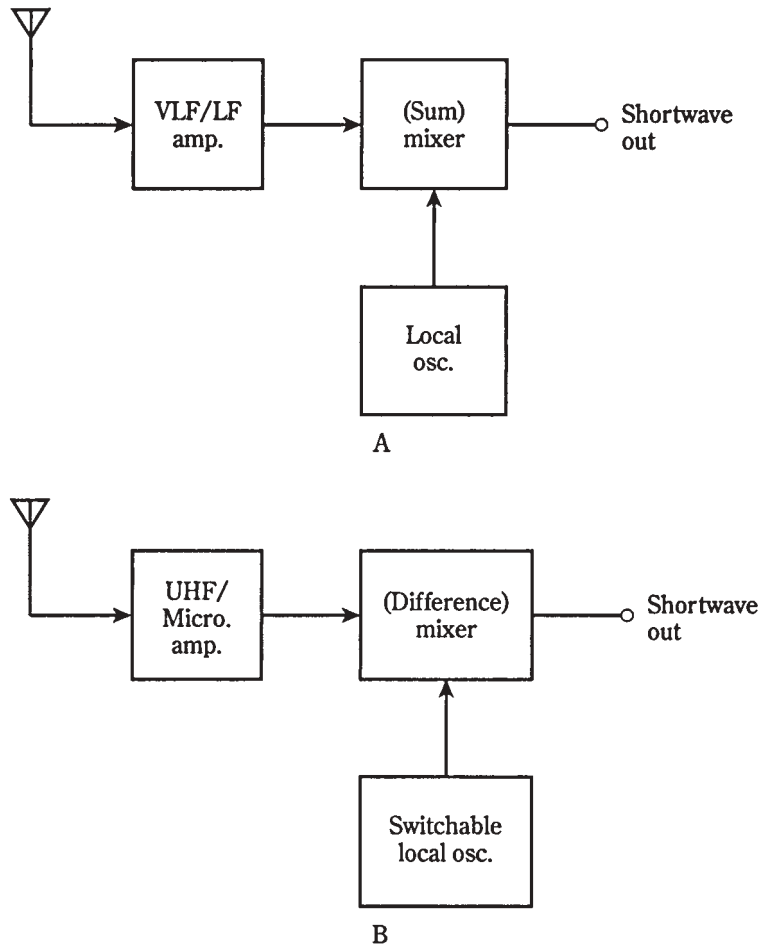 VLF/LF
amp.
(Sum)
mixer
Shortwave
out
Local
osc.
A
UHF/
Micro.
amp.
(Difference)
mixer
Shortwave
out
Switchable
local osc.
B